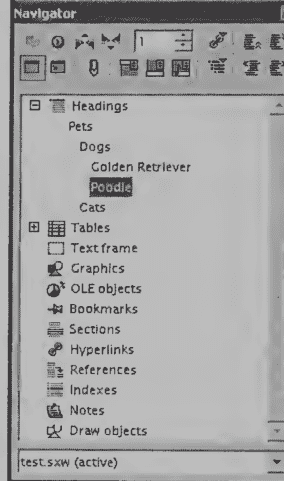 Navigator
1
Headings
Pets
Dogs
Golden Retriever
Poodle
Cats
Tables
Text frame
Graphics
OLE objects
Bookmarks
Sections
Hyperlinks
References
Indexes
Notes
Draw objects
test.sxw (active)